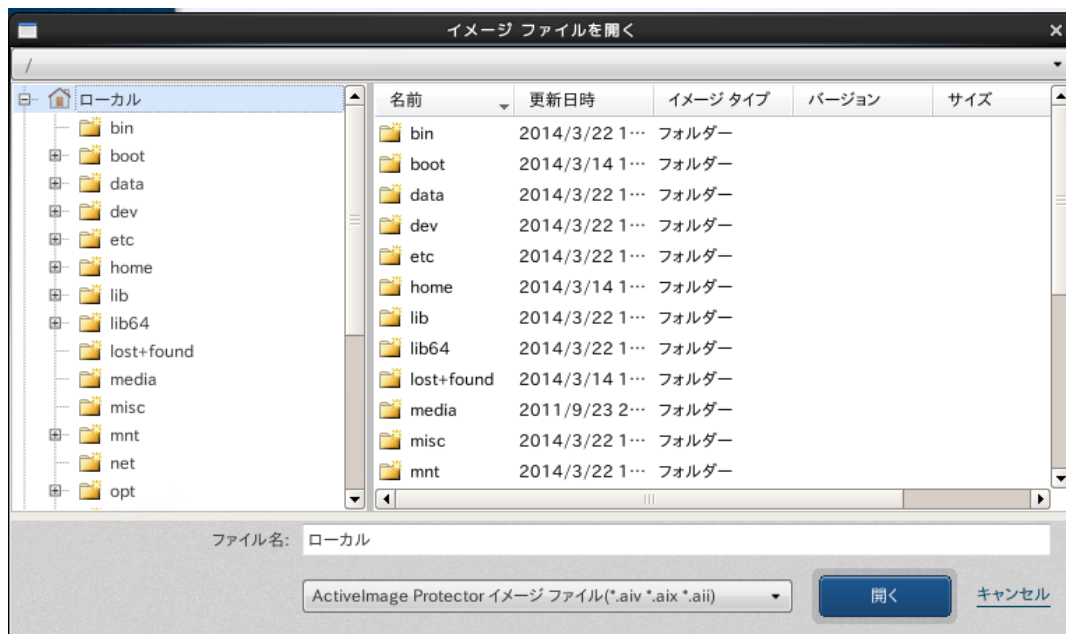 イメージ ファイルを開く
/
ローカル
bin
boot
data
dev
etc
home
lib
lib64
lost+found
media
misc
mnt
net
opt
名前 更新日時 イメージ タイプ バージョン サイズ
bin 2014/3/22 1… フォルダー
boot 2014/3/14 1… フォルダー
data 2014/3/22 1… フォルダー
dev 2014/3/22 1… フォルダー
etc 2014/3/22 1… フォルダー
home 2014/3/14 1… フォルダー
lib 2014/3/22 1… フォルダー
lib64 2014/3/22 1… フォルダー
lost+found 2014/3/14 1… フォルダー
media 2011/9/23 2… フォルダー
misc 2014/3/22 1… フォルダー
mnt 2014/3/22 1… フォルダー
ファイル名: ローカル
ActiveImage Protector イメージ ファイル(*.aiv *.aix *.aii)
開く キャンセル